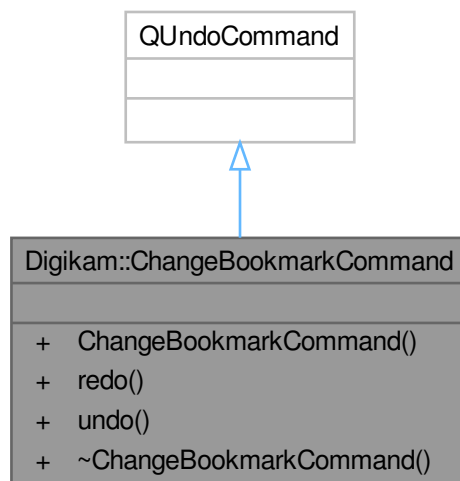 QUndoCommand
Digikam::ChangeBookmarkCommand
+ ChangeBookmarkCommand()
+ redo()
+ undo()
+ ~ChangeBookmarkCommand()